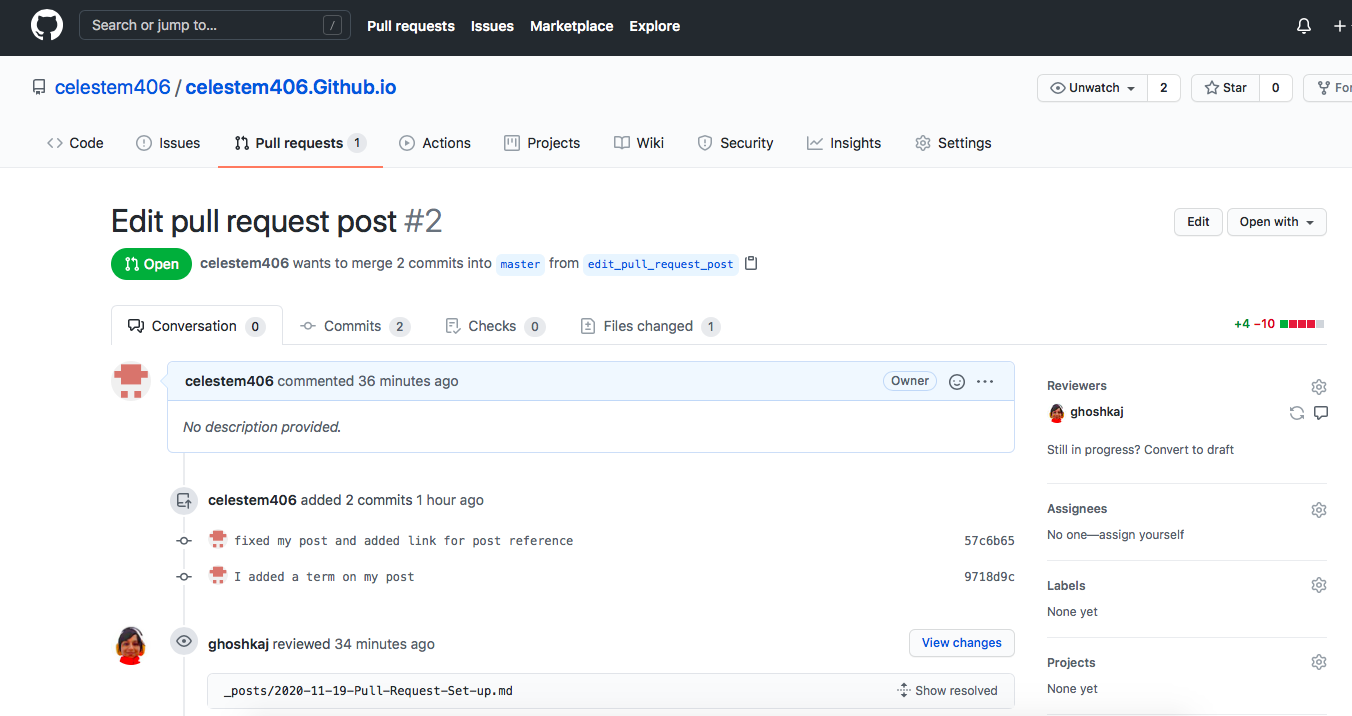 Search or jump to... /
Pull requests Issues Marketplace Explore
celestem406 / celestem406.Github.io
Unwatch 2 Star 0
Code Issues Pull requests 1 Actions Projects Wiki Security Insights Settings
Edit pull request post #2
Edit Open with
Open celestem406 wants to merge 2 commits into master from edit_pull_request_post
Conversation 0 Commits 2 Checks 0 Files changed 1
+4 −10
celestem406 commented 36 minutes ago Owner
No description provided.
celestem406 added 2 commits 1 hour ago
fixed my post and added link for post reference 57c6b65
I added a term on my post 9718d9c
ghoshkaj reviewed 34 minutes ago View changes
_posts/2020-11-19-Pull-Request-Set-up.md Show resolved
Reviewers
ghoshkaj
Still in progress? Convert to draft
Assignees
No one—assign yourself
Labels
None yet
Projects
None yet